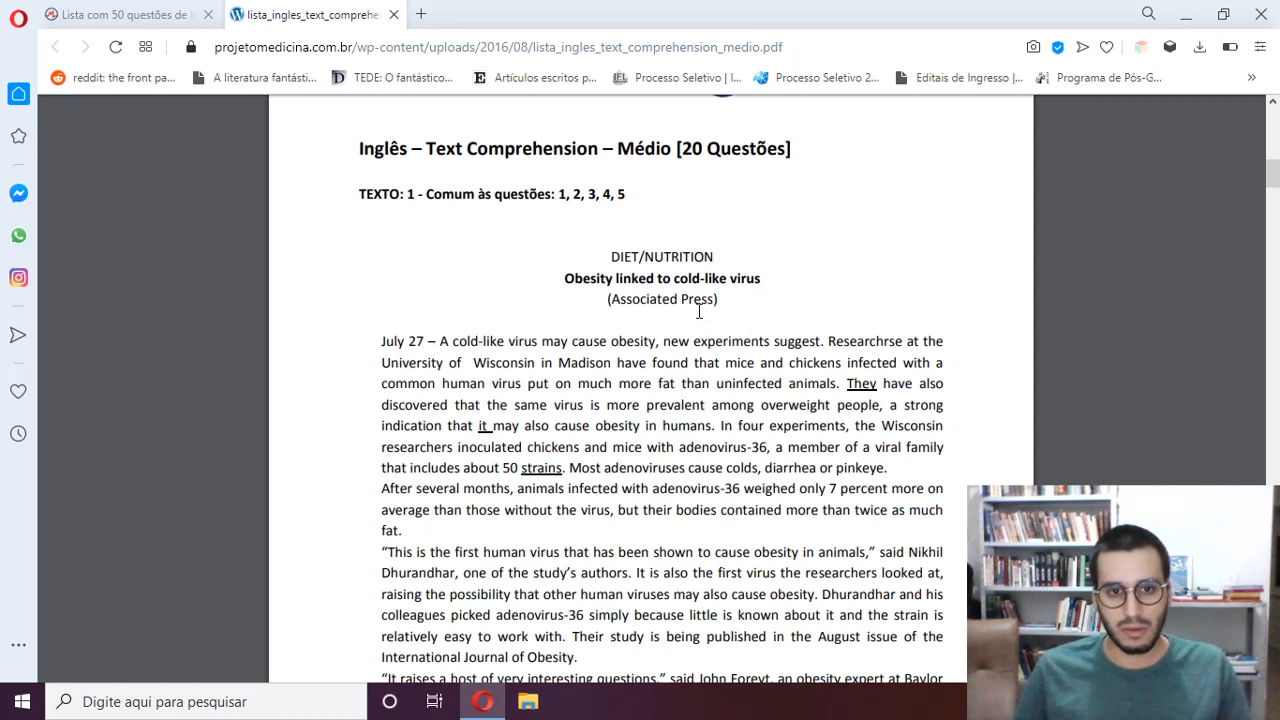 Lista com 50 questões de I
lista_ingles_text_comprehe
projetomedicina.com.br/wp-content/uploads/2016/08/lista_ingles_text_comprehension_medio.pdf
reddit: the front pa...
A literatura fantásti...
TEDE: O fantástico...
Artículos escritos p...
Processo Seletivo | I...
Processo Seletivo 2...
Editais de Ingresso |...
Programa de Pós-G...
Inglês – Text Comprehension – Médio [20 Questões]
TEXTO: 1 - Comum às questões: 1, 2, 3, 4, 5
DIET/NUTRITION
Obesity linked to cold-like virus
(Associated Press)
July 27 – A cold-like virus may cause obesity, new experiments suggest. Researchrse at the
University of Wisconsin in Madison have found that mice and chickens infected with a
common human virus put on much more fat than uninfected animals. They have also
discovered that the same virus is more prevalent among overweight people, a strong
indication that it may also cause obesity in humans. In four experiments, the Wisconsin
researchers inoculated chickens and mice with adenovirus-36, a member of a viral family
that includes about 50 strains. Most adenoviruses cause colds, diarrhea or pinkeye.
After several months, animals infected with adenovirus-36 weighed only 7 percent more on
average than those without the virus, but their bodies contained more than twice as much
fat.
“This is the first human virus that has been shown to cause obesity in animals,” said Nikhil
Dhurandhar, one of the study’s authors. It is also the first virus the researchers looked at,
raising the possibility that other human viruses may also cause obesity. Dhurandhar and his
colleagues picked adenovirus-36 simply because little is known about it and the strain is
relatively easy to work with. Their study is being published in the August issue of the
International Journal of Obesity.
“It raises a host of very interesting questions,” said John Foreyt, an obesity expert at Baylor
Digite aqui para pesquisar